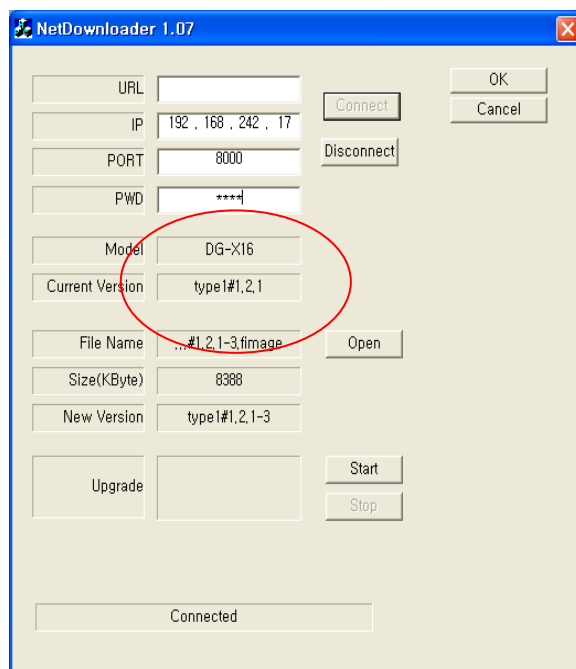 NetDownloader 1.07
URL
OK
Connect
IP 192 , 168 , 242 , 17
Cancel
PORT 8000
Disconnect
PWD ****
Model DG-X16
Current Version type1#1,2,1
File Name ,,,#1,2,1-3,fimage Open
Size(KByte) 8388
New Version type1#1,2,1-3
Upgrade
Start
Stop
Connected